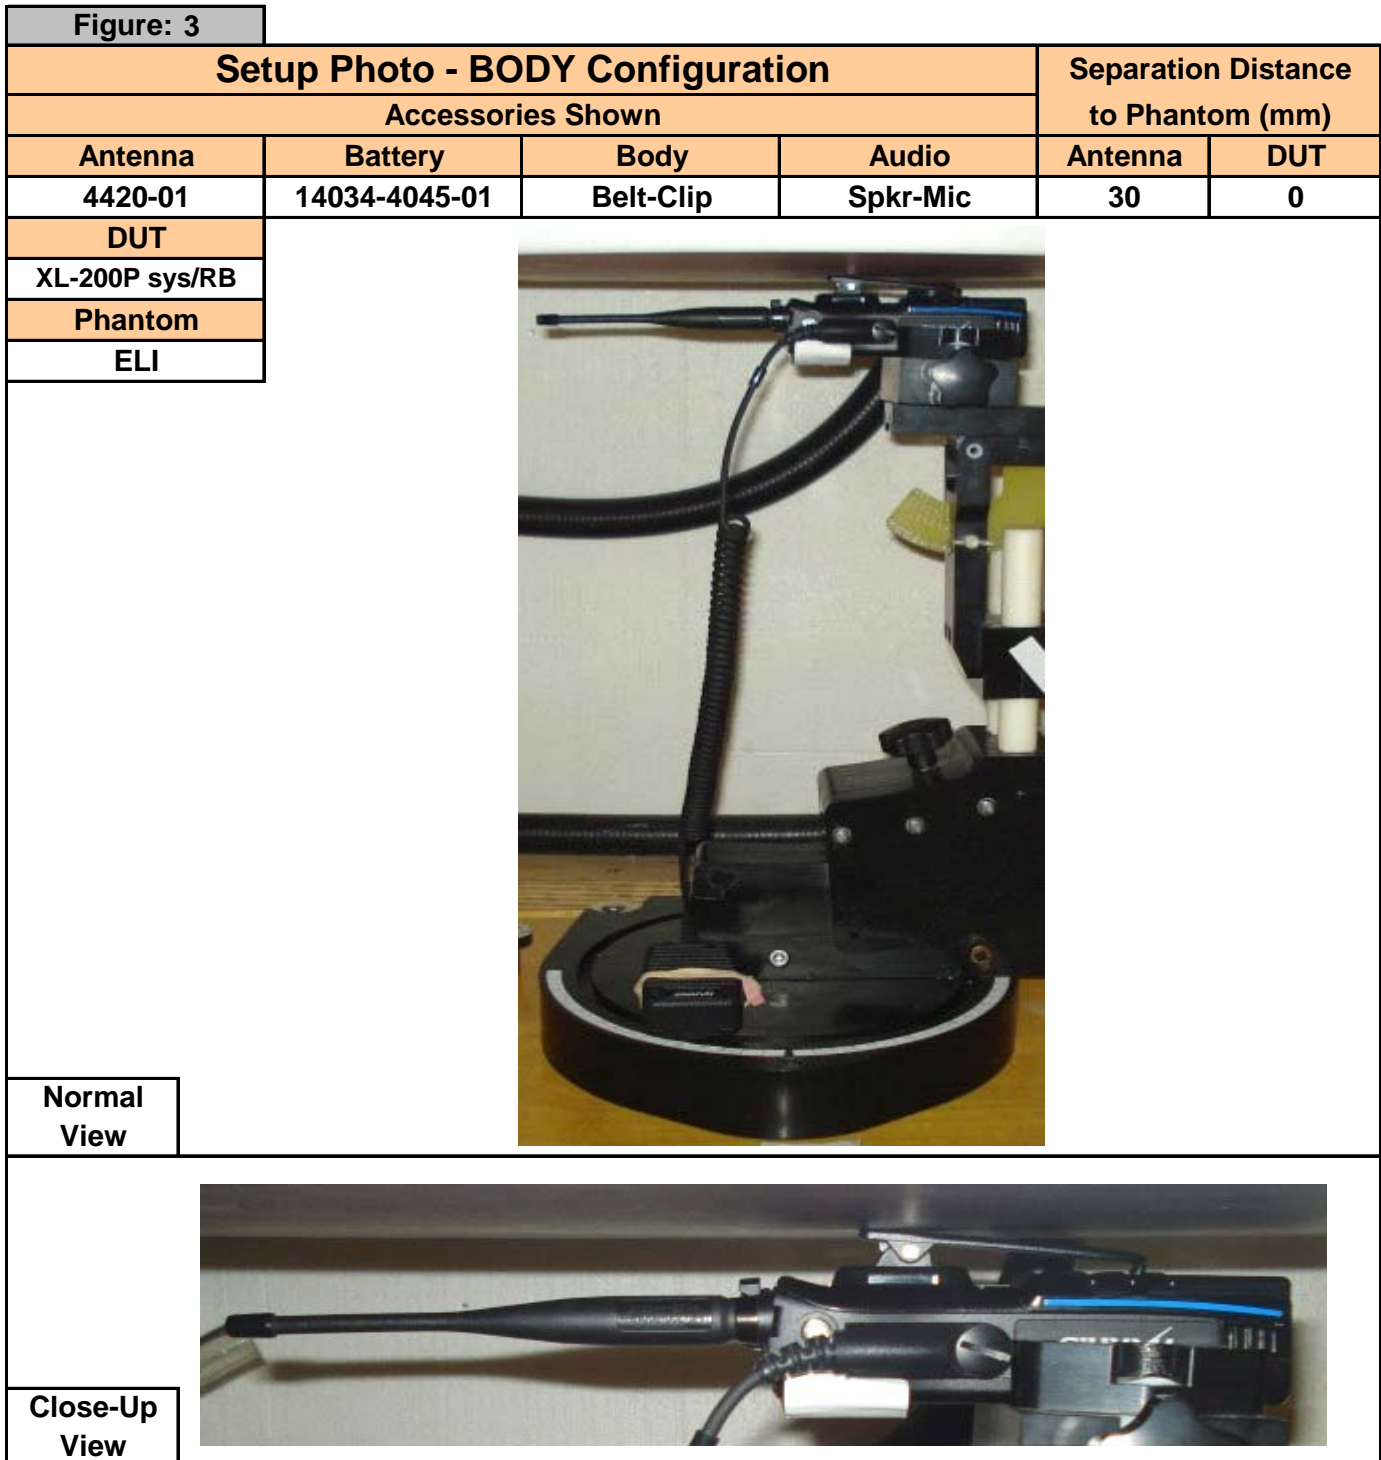 Figure: 3
Setup Photo - BODY Configuration
Separation Distance
to Phantom (mm)
Accessories Shown
Antenna Battery Body Audio Antenna DUT
4420-01 14034-4045-01 Belt-Clip Spkr-Mic 30 0
DUT
XL-200P sys/RB
Phantom
ELI
Normal
View
Close-Up
View